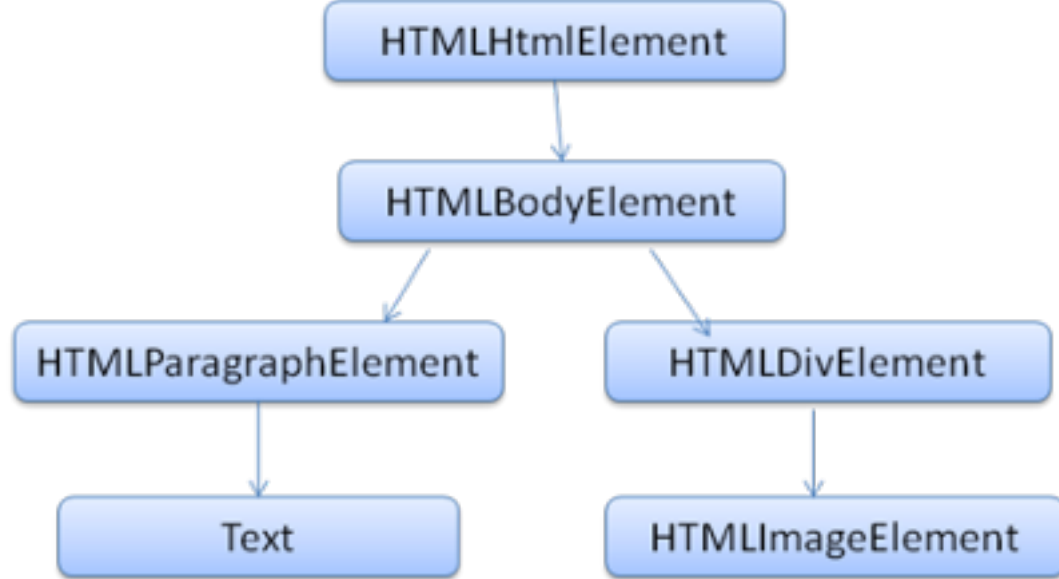 HTMLHtmlElement
HTMLBodyElement
HTMLParagraphElement
HTMLDivElement
Text
HTMLImageElement